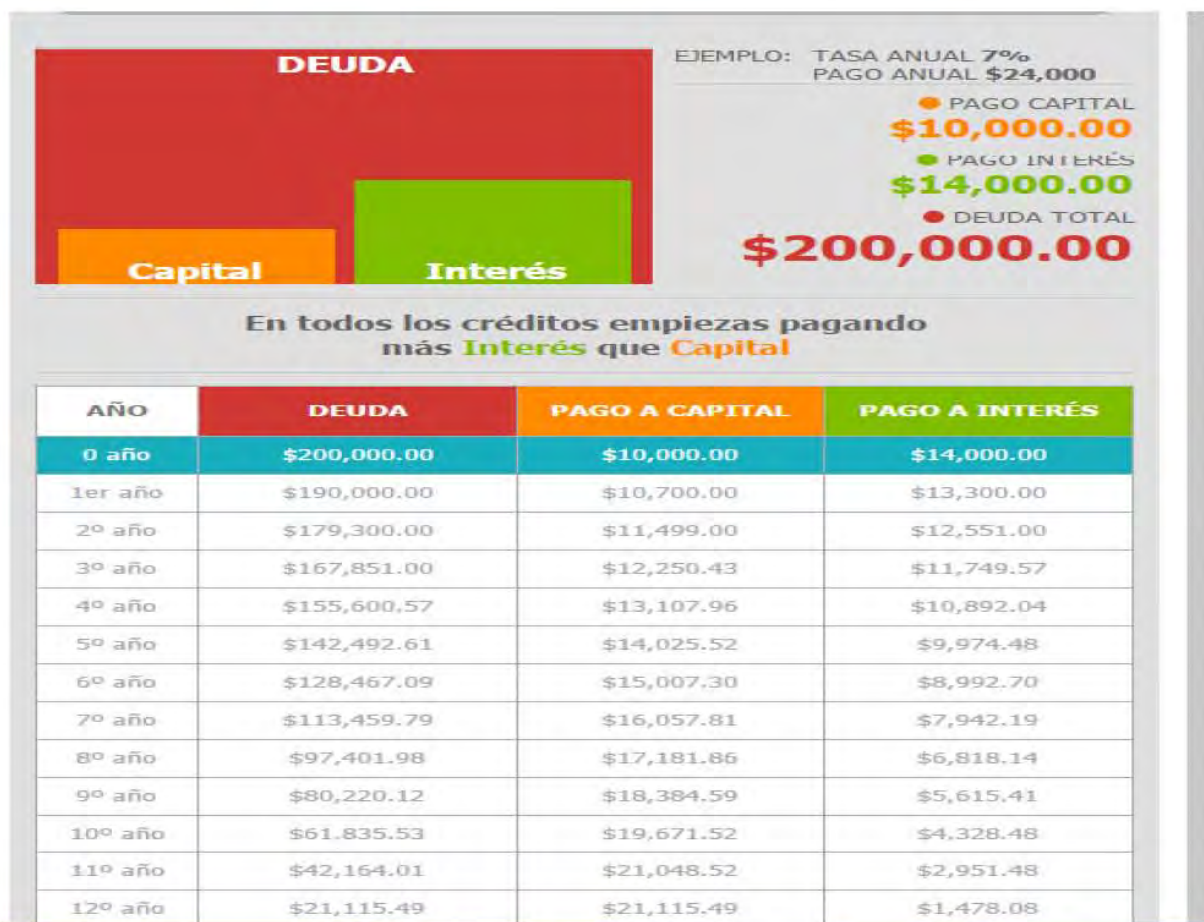 DEUDA
Capital
Interés
EJEMPLO: TASA ANUAL 7%
PAGO ANUAL $24,000
PAGO CAPITAL
$10,000.00
PAGO INTERÉS
$14,000.00
DEUDA TOTAL
$200,000.00
En todos los créditos empiezas pagando
más Interés que Capital
AÑO DEUDA PAGO A CAPITAL PAGO A INTERÉS
0 año $200,000.00 $10,000.00 $14,000.00
1er año $190,000.00 $10,700.00 $13,300.00
2º año $179,300.00 $11,499.00 $12,551.00
3º año $167,851.00 $12,250.43 $11,749.57
4º año $155,600.57 $13,107.96 $10,892.04
5º año $142,492.61 $14,025.52 $9,974.48
6º año $128,467.09 $15,007.30 $8,992.70
7º año $113,459.79 $16,057.81 $7,942.19
8º año $97,401.98 $17,181.86 $6,818.14
9º año $80,220.12 $18,384.59 $5,615.41
10º año $61.835.53 $19,671.52 $4,328.48
11º año $42,164.01 $21,048.52 $2,951.48
12º año $21,115.49 $21,115.49 $1,478.08